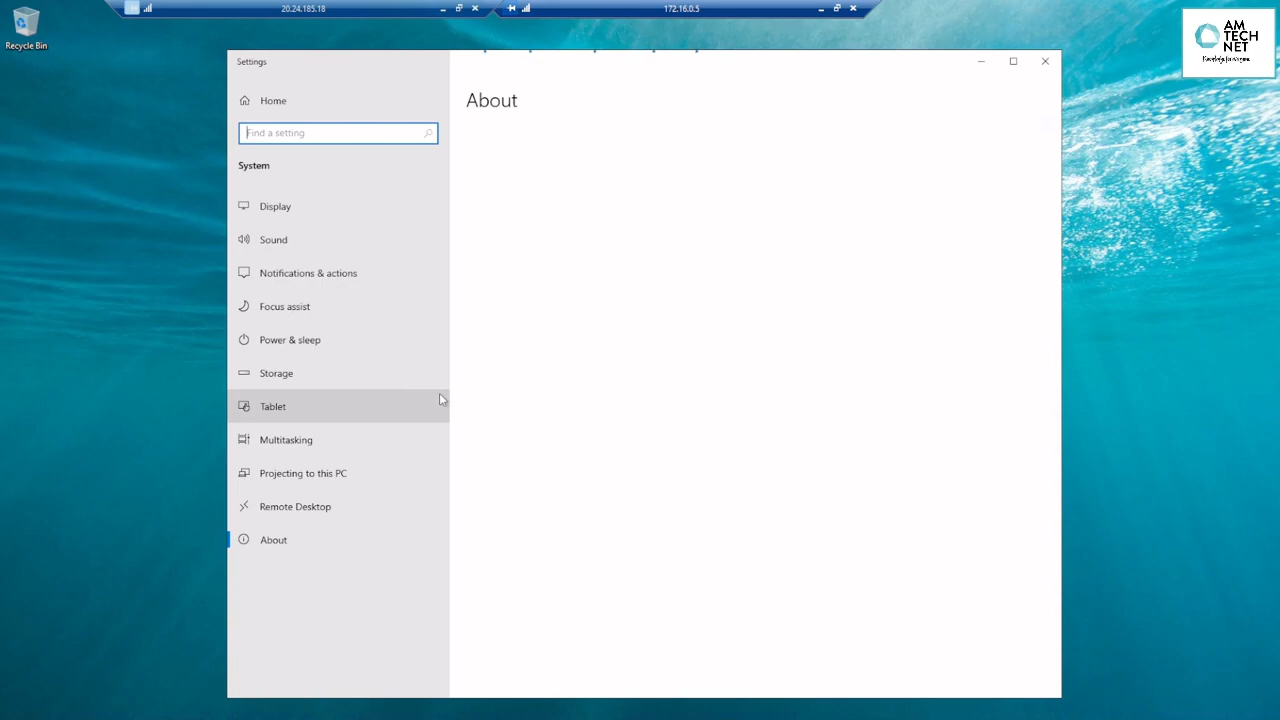 20.24.185.18
172.16.0.5
Recycle Bin
AM
TECH
NET
Settings
Home
Find a setting
System
Display
Sound
Notifications & actions
Focus assist
Power & sleep
Storage
Tablet
Multitasking
Projecting to this PC
Remote Desktop
About
About